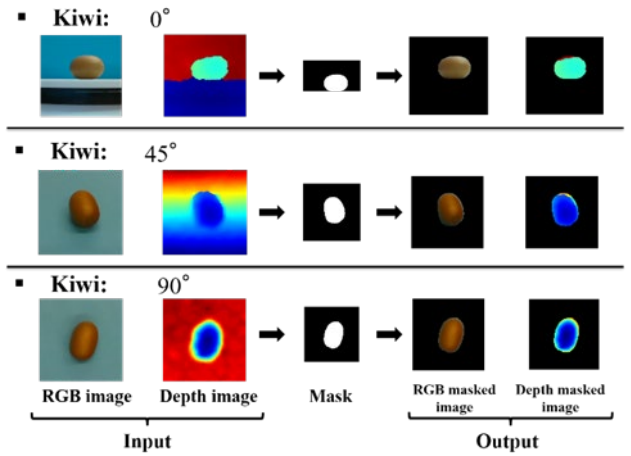 ▪ Kiwi: 0°
▪ Kiwi: 45°
▪ Kiwi: 90°
RGB image Depth image Mask RGB masked image Depth masked image
Input Output